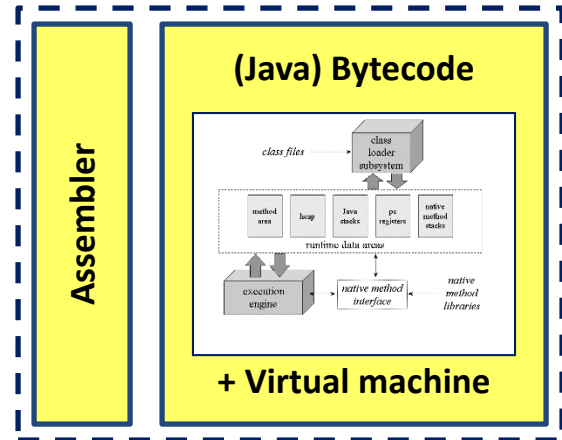 Assembler
(Java) Bytecode
class files
class
loader
subsystem
method
area
heap
Java
stacks
pc
registers
native
method
stacks
runtime data areas
execution
engine
native method
interface
native
method
libraries
+ Virtual machine